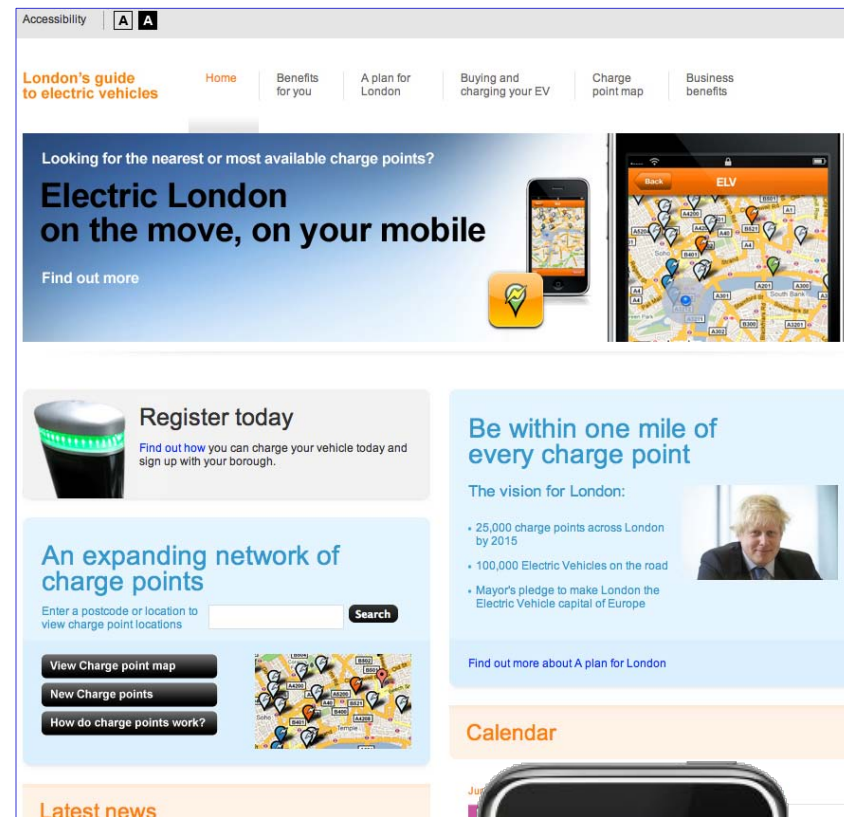 Accessibility
A A
London's guide
to electric vehicles
Home
Benefits
for you
A plan for
London
Buying and
charging your EV
Charge
point map
Business
benefits
Looking for the nearest or most available charge points?
Electric London
on the move, on your mobile
Find out more
Back
ELV
Register today
Find out how you can charge your vehicle today and
sign up with your borough.
An expanding network of
charge points
Enter a postcode or location to
view charge point locations
Search
View Charge point map
New Charge points
How do charge points work?
Be within one mile of
every charge point
The vision for London:
25,000 charge points across London
by 2015
100,000 Electric Vehicles on the road
Mayor's pledge to make London the
Electric Vehicle capital of Europe
Find out more about A plan for London
Calendar
Latest news